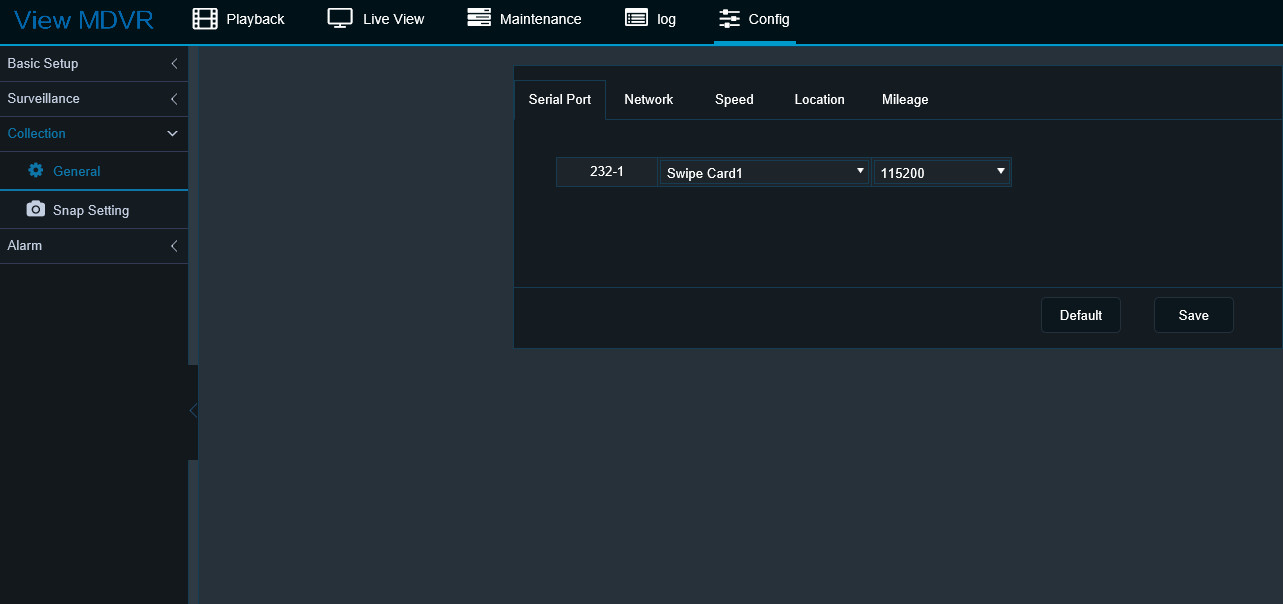 View MDVR
Playback
Live View
Maintenance
log
Config
Basic Setup
Surveillance
Collection
General
Snap Setting
Alarm
Serial Port
Network
Speed
Location
Mileage
232-1
Swipe Card1
115200
Default
Save